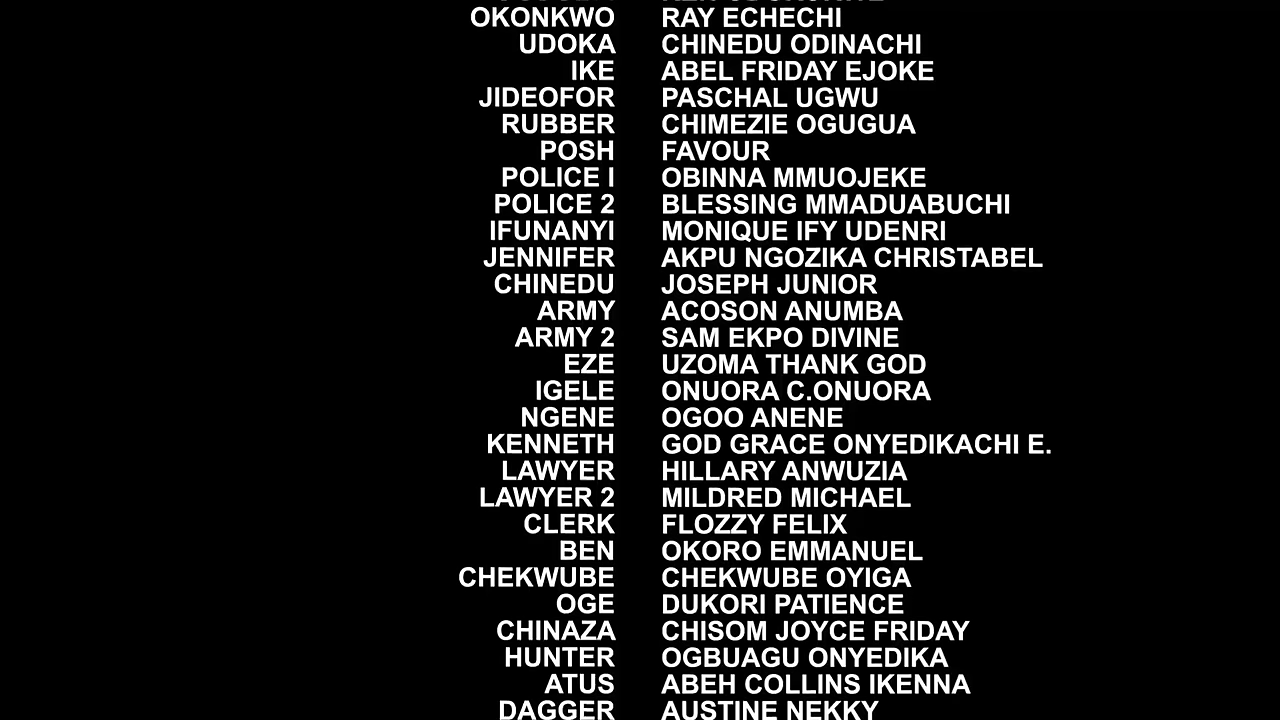 OKONKWO RAY ECHECHI
UDOKA CHINEDU ODINACHI
IKE ABEL FRIDAY EJOKE
JIDEOFOR PASCHAL UGWU
RUBBER CHIMEZIE OGUGUA
POSH FAVOUR
POLICE I OBINNA MMUOJEKE
POLICE 2 BLESSING MMADUABUCHI
IFUNANYI MONIQUE IFY UDENRI
JENNIFER AKPU NGOZIKA CHRISTABEL
CHINEDU JOSEPH JUNIOR
ARMY ACOSON ANUMBA
ARMY 2 SAM EKPO DIVINE
EZE UZOMA THANK GOD
IGELE ONUORA C.ONUORA
NGENE OGOO ANENE
KENNETH GOD GRACE ONYEDIKACHI E.
LAWYER HILLARY ANWUZIA
LAWYER 2 MILDRED MICHAEL
CLERK FLOZZY FELIX
BEN OKORO EMMANUEL
CHEKWUBE CHEKWUBE OYIGA
OGE DUKORI PATIENCE
CHINAZA CHISOM JOYCE FRIDAY
HUNTER OGBUAGU ONYEDIKA
ATUS ABEH COLLINS IKENNA
DAGGER AUSTINE NEKKY